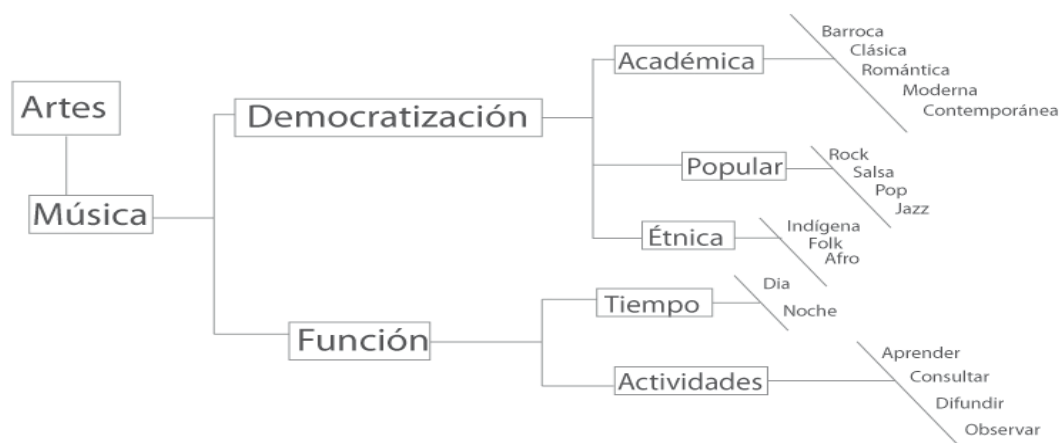 Artes
Música
Democratización
Académica
Barroca
Clásica
Romántica
Moderna
Contemporánea
Popular
Rock
Salsa
Pop
Jazz
Étnica
Indígena
Folk
Afro
Función
Tiempo
Dia
Noche
Actividades
Aprender
Consultar
Difundir
Observar